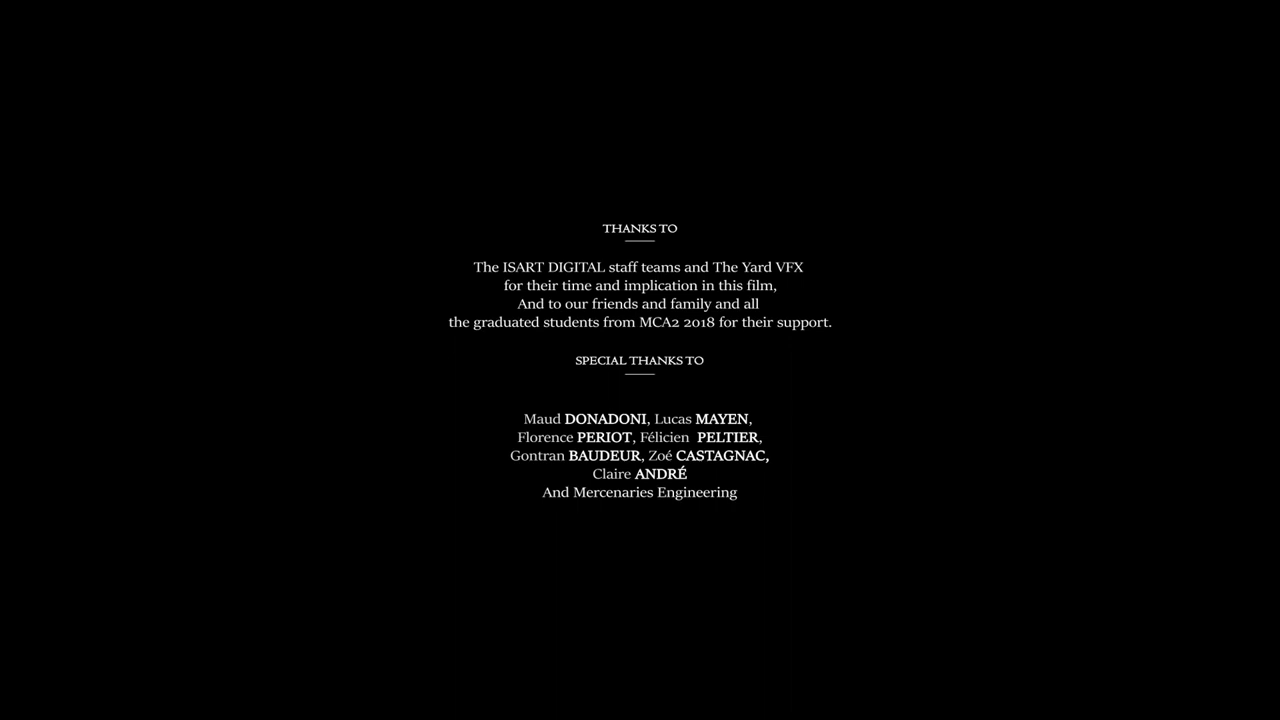 THANKS TO
The ISART DIGITAL staff teams and The Yard VFX
for their time and implication in this film,
And to our friends and family and all
the graduated students from MCA2 2018 for their support.
SPECIAL THANKS TO
Maud DONADONI, Lucas MAYEN,
Florence PERIOT, Félicien  PELTIER,
Gontran BAUDEUR, Zoé CASTAGNAC,
Claire ANDRÉ
And Mercenaries Engineering